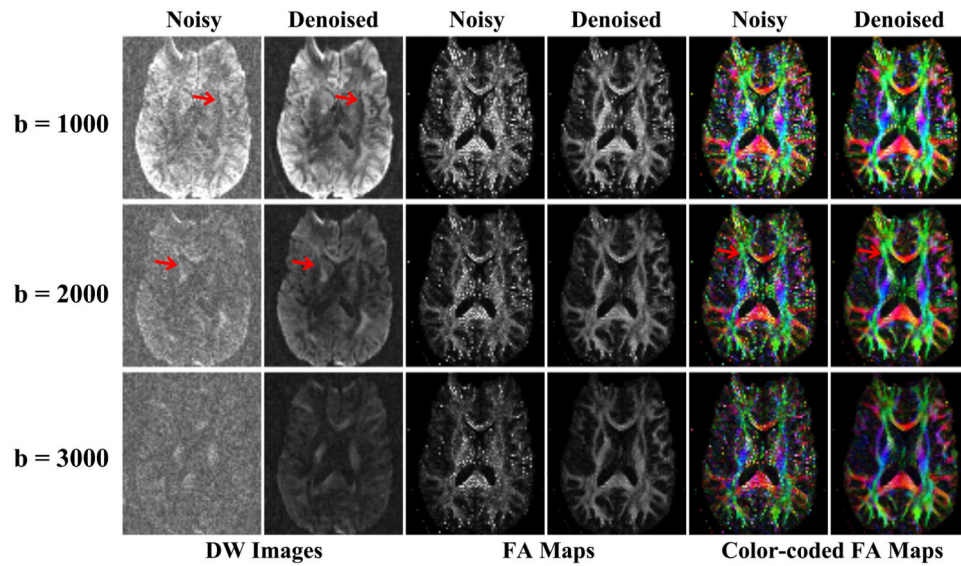 Noisy Denoised Noisy Denoised Noisy Denoised
b = 1000
b = 2000
b = 3000
DW Images FA Maps Color-coded FA Maps